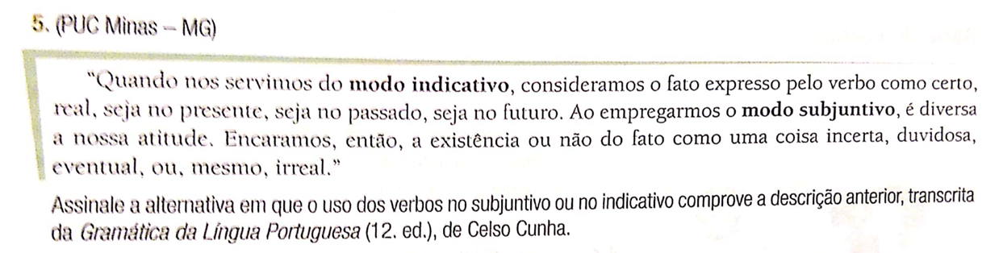 5. (PUC Minas – MG)
“Quando nos servimos do modo indicativo, consideramos o fato expresso pelo verbo como certo,
real, seja no presente, seja no passado, seja no futuro. Ao empregarmos o modo subjuntivo, é diversa
a nossa atitude. Encaramos, então, a existência ou não do fato como uma coisa incerta, duvidosa,
eventual, ou, mesmo, irreal.”
Assinale a alternativa em que o uso dos verbos no subjuntivo ou no indicativo comprove a descrição anterior, transcrita
da Gramática da Língua Portuguesa (12. ed.), de Celso Cunha.